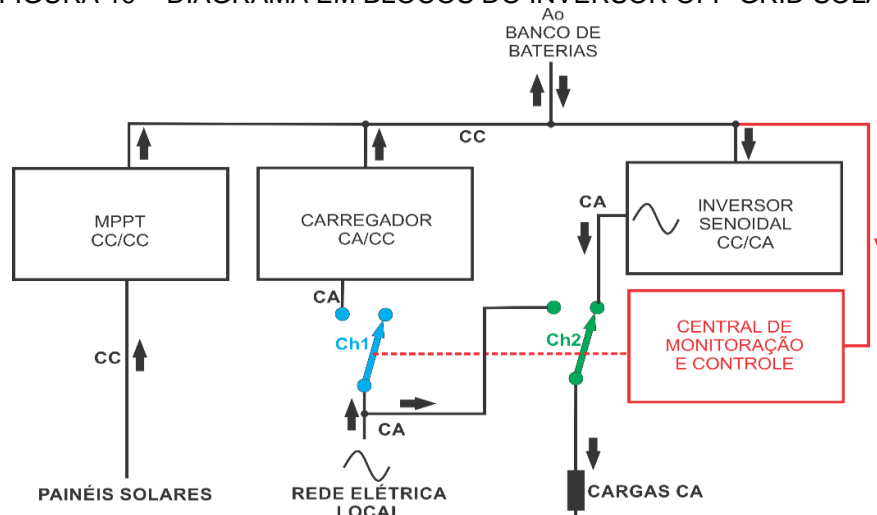 Ao
BANCO DE
BATERIAS
CC
MPPT
CC/CC
CARREGADOR
CA/CC
CA
INVERSOR
SENOIDAL
CC/CA
CA
Ch1
Ch2
CENTRAL DE
MONITORAÇÃO
E CONTROLE
CC
CA
PAINÉIS SOLARES
REDE ELÉTRICA
LOCAL
CARGAS CA